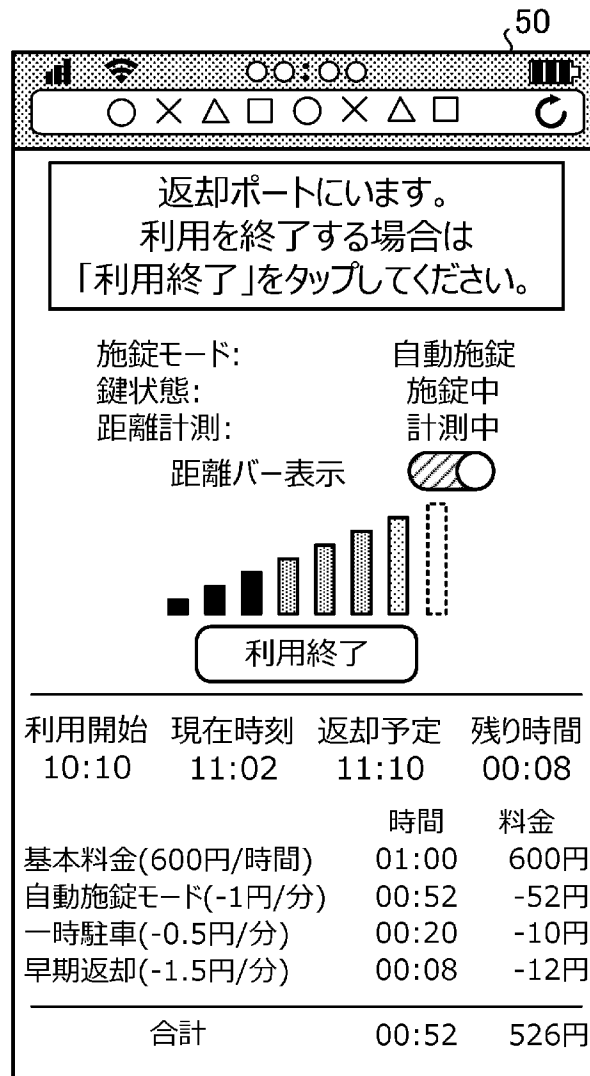 50
○○:○○
○×△□○×△□
返却ポートにいます。
利用を終了する場合は
「利用終了」をタップしてください。
施錠モード: 自動施錠
鍵状態: 施錠中
距離計測: 計測中
距離バー表示
利用終了
利用開始 現在時刻 返却予定 残り時間
10:10 11:02 11:10 00:08
時間 料金
基本料金(600円/時間) 01:00 600円
自動施錠モード(-1円/分) 00:52 -52円
一時駐車(-0.5円/分) 00:20 -10円
早期返却(-1.5円/分) 00:08 -12円
合計 00:52 526円